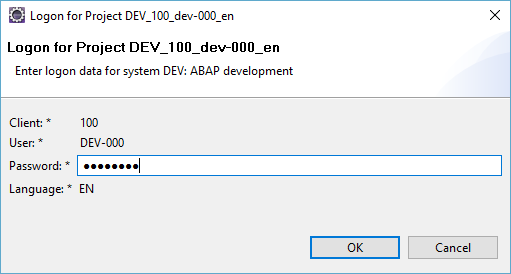 Logon for Project DEV_100_dev-000_en
Logon for Project DEV_100_dev-000_en
Enter logon data for system DEV: ABAP development
Client: * 100
User: * DEV-000
Password: * ●●●●●●●●
Language: * EN
OK Cancel